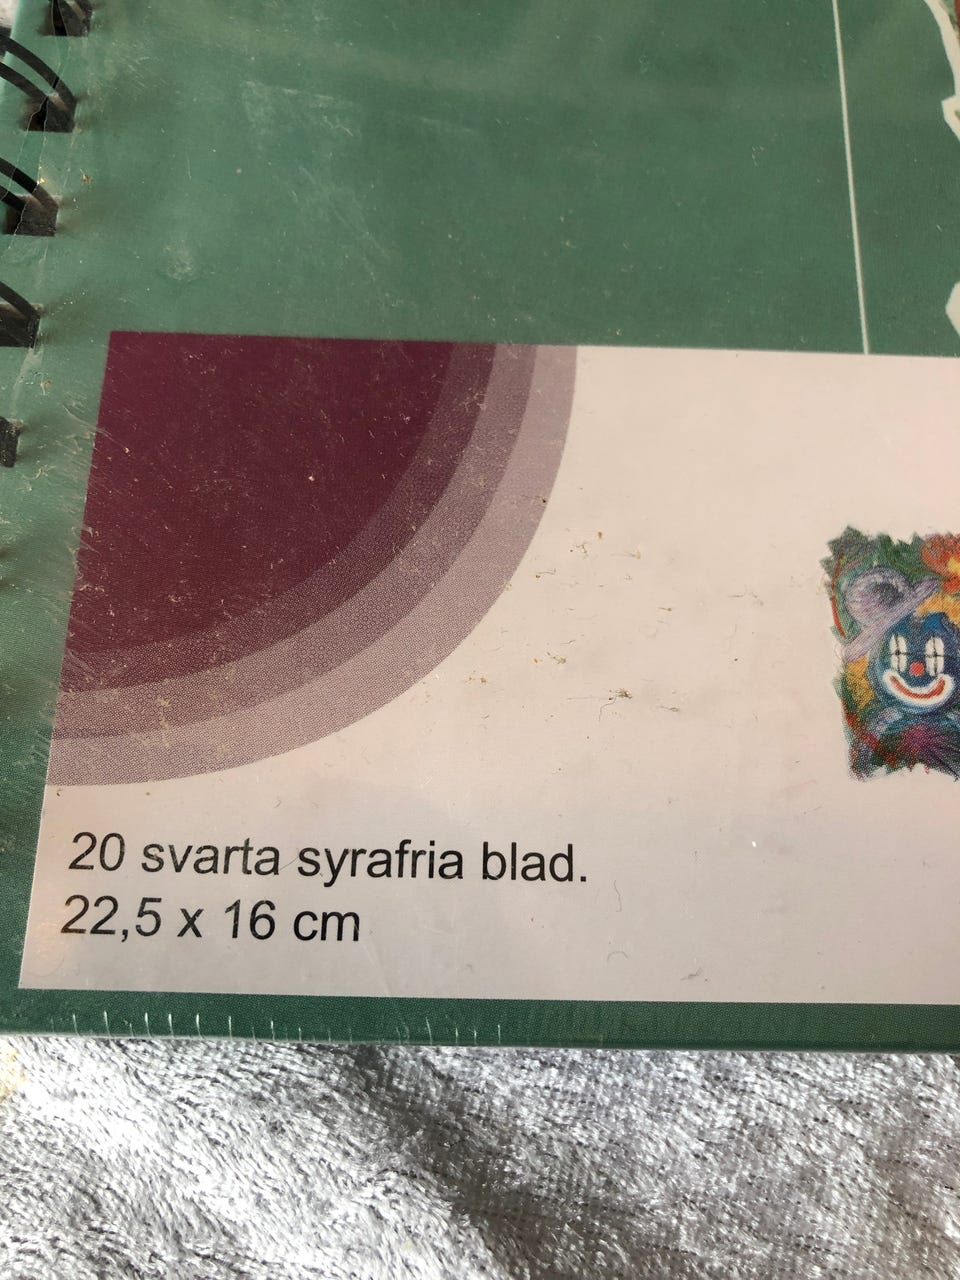 20 svarta syrafria blad.
22,5 x 16 cm